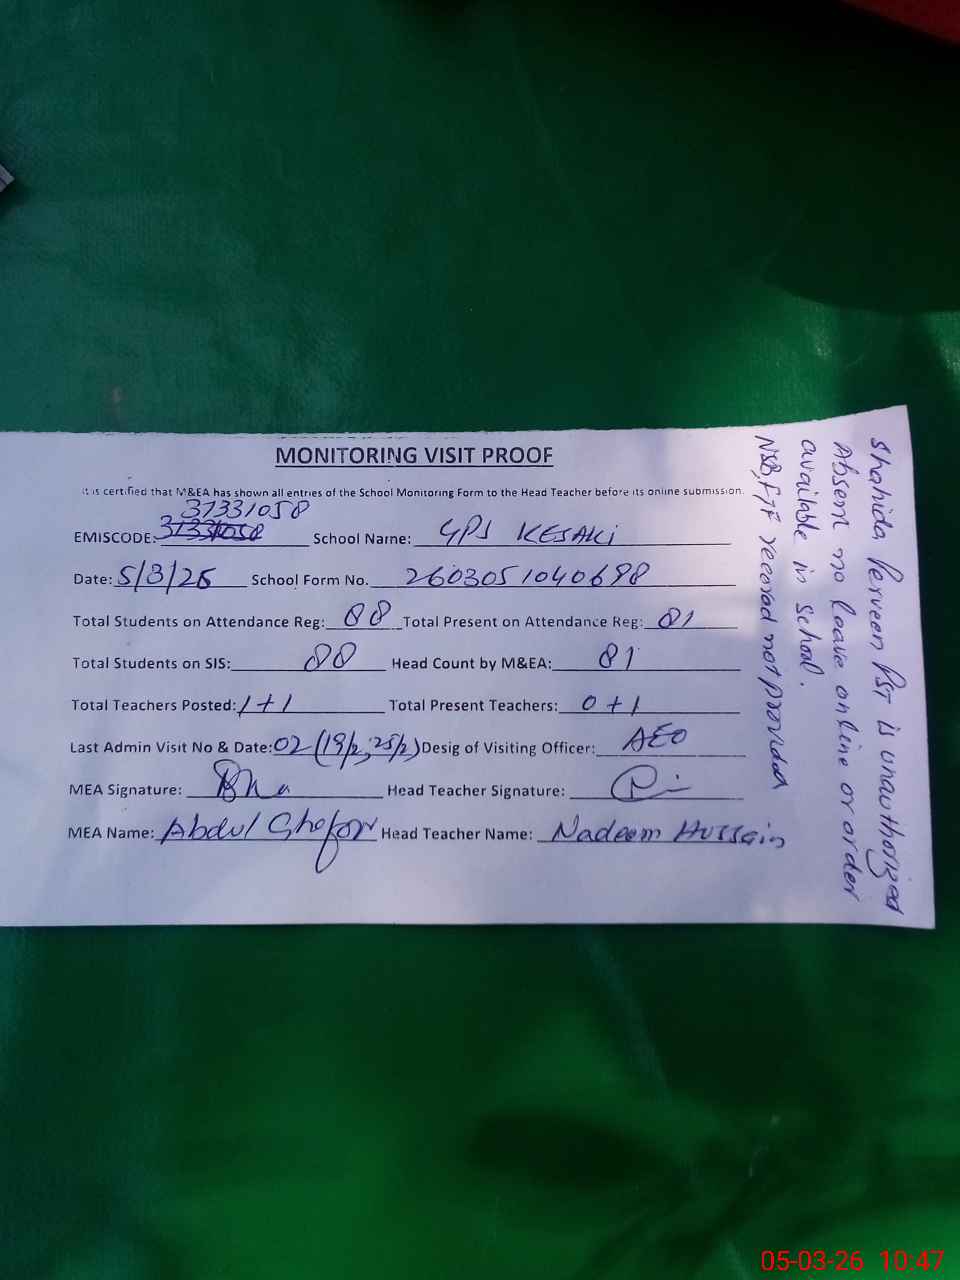 MONITORING VISIT PROOF
It is certified that M&EA has shown all entries of the School Monitoring Form to the Head Teacher before its online submission.
37331058
EMISCODE: 37331058 School Name: GPS KESAKI
Date: 5/3/26 School Form No. 2603051040698
Total Students on Attendance Reg: 88 Total Present on Attendance Reg: 81
Total Students on SIS: 88 Head Count by M&EA: 81
Total Teachers Posted: 1+1 Total Present Teachers: 0+1
Last Admin Visit No & Date: 02 (19/2, 25/2) Desig of Visiting Officer: AEO
MEA Signature: Head Teacher Signature:
MEA Name: Abdul Ghafor Head Teacher Name: Nadeem Hussain
Shahida Perveen PST is unauthorized
Absent no leave online or order
available in school.
NSB, FTF record not provided
05-03-26 10:47